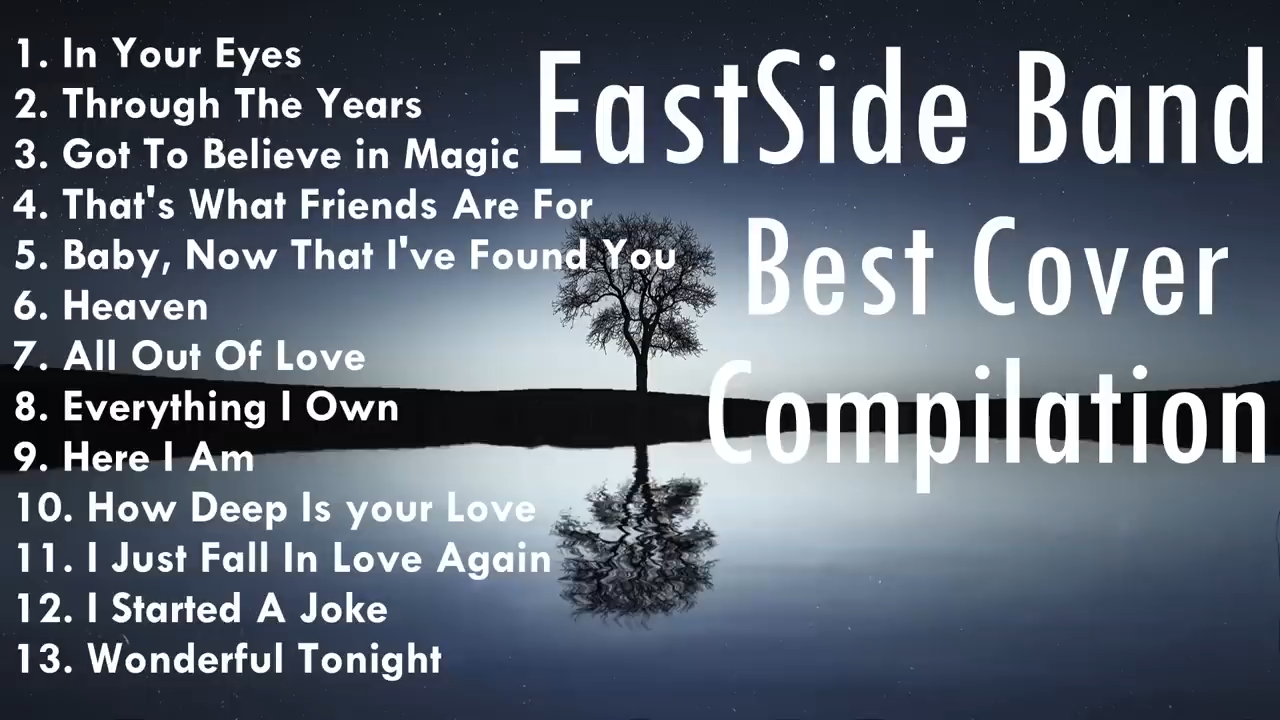 1. In Your Eyes
2. Through The Years
3. Got To Believe in Magic
4. That's What Friends Are For
5. Baby, Now That I've Found You
6. Heaven
7. All Out Of Love
8. Everything I Own
9. Here I Am
10. How Deep Is your Love
11. I Just Fall In Love Again
12. I Started A Joke
13. Wonderful Tonight
EastSide Band
Best Cover
Compilation